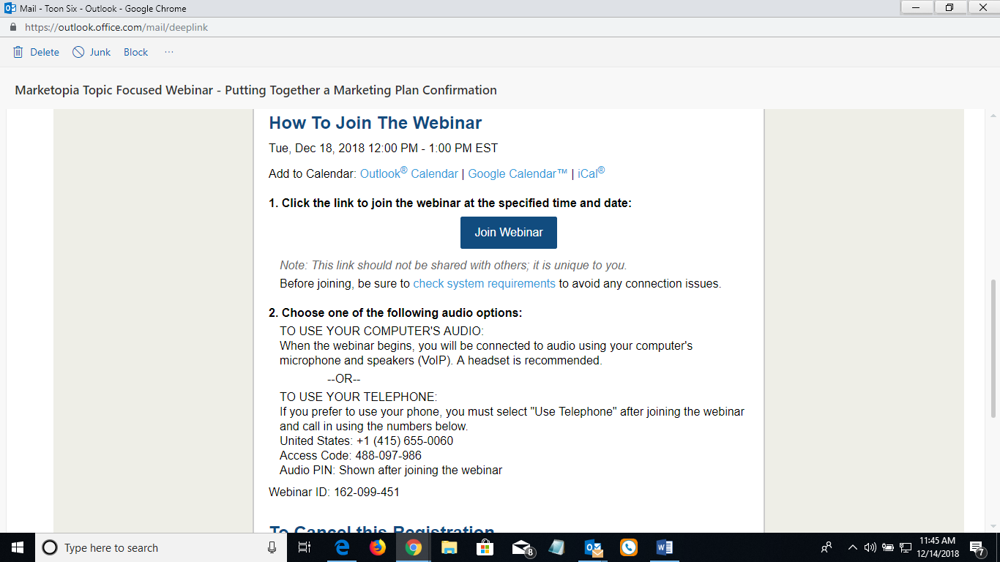 Mail - Toon Six - Outlook - Google Chrome
https://outlook.office.com/mail/deeplink
Delete Junk Block ···
Marketopia Topic Focused Webinar - Putting Together a Marketing Plan Confirmation
How To Join The Webinar
Tue, Dec 18, 2018 12:00 PM - 1:00 PM EST
Add to Calendar: Outlook® Calendar | Google Calendar™ | iCal®
1. Click the link to join the webinar at the specified time and date:
Join Webinar
Note: This link should not be shared with others; it is unique to you.
Before joining, be sure to check system requirements to avoid any connection issues.
2. Choose one of the following audio options:
TO USE YOUR COMPUTER'S AUDIO:
When the webinar begins, you will be connected to audio using your computer's
microphone and speakers (VoIP). A headset is recommended.
--OR--
TO USE YOUR TELEPHONE:
If you prefer to use your phone, you must select "Use Telephone" after joining the webinar
and call in using the numbers below.
United States: +1 (415) 655-0060
Access Code: 488-097-986
Audio PIN: Shown after joining the webinar
Webinar ID: 162-099-451
To Cancel this Registration
Type here to search
8
11:45 AM
12/14/2018
7